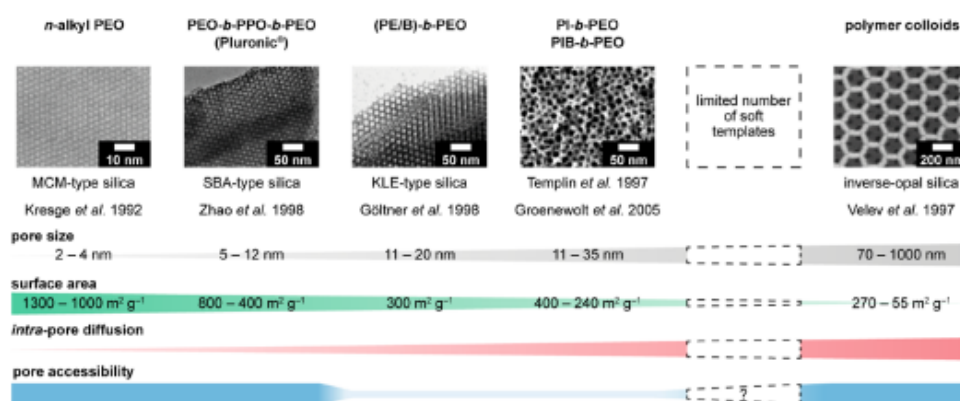 n-alkyl PEO
PEO-b-PPO-b-PEO
(Pluronic®)
(PE/B)-b-PEO
PI-b-PEO
PIB-b-PEO
polymer colloids
10 nm
50 nm
50 nm
50 nm
limited number
of soft
templates
200 nm
MCM-type silica
SBA-type silica
KLE-type silica
Templin et al. 1997
inverse-opal silica
Kresge et al. 1992
Zhao et al. 1998
Göltner et al. 1998
Groenewolt et al. 2005
Velev et al. 1997
pore size
2 – 4 nm
5 – 12 nm
11 – 20 nm
11 – 35 nm
70 – 1000 nm
surface area
1300 – 1000 m² g⁻¹
800 – 400 m² g⁻¹
300 m² g⁻¹
400 – 240 m² g⁻¹
270 – 55 m² g⁻¹
intra-pore diffusion
pore accessibility
?